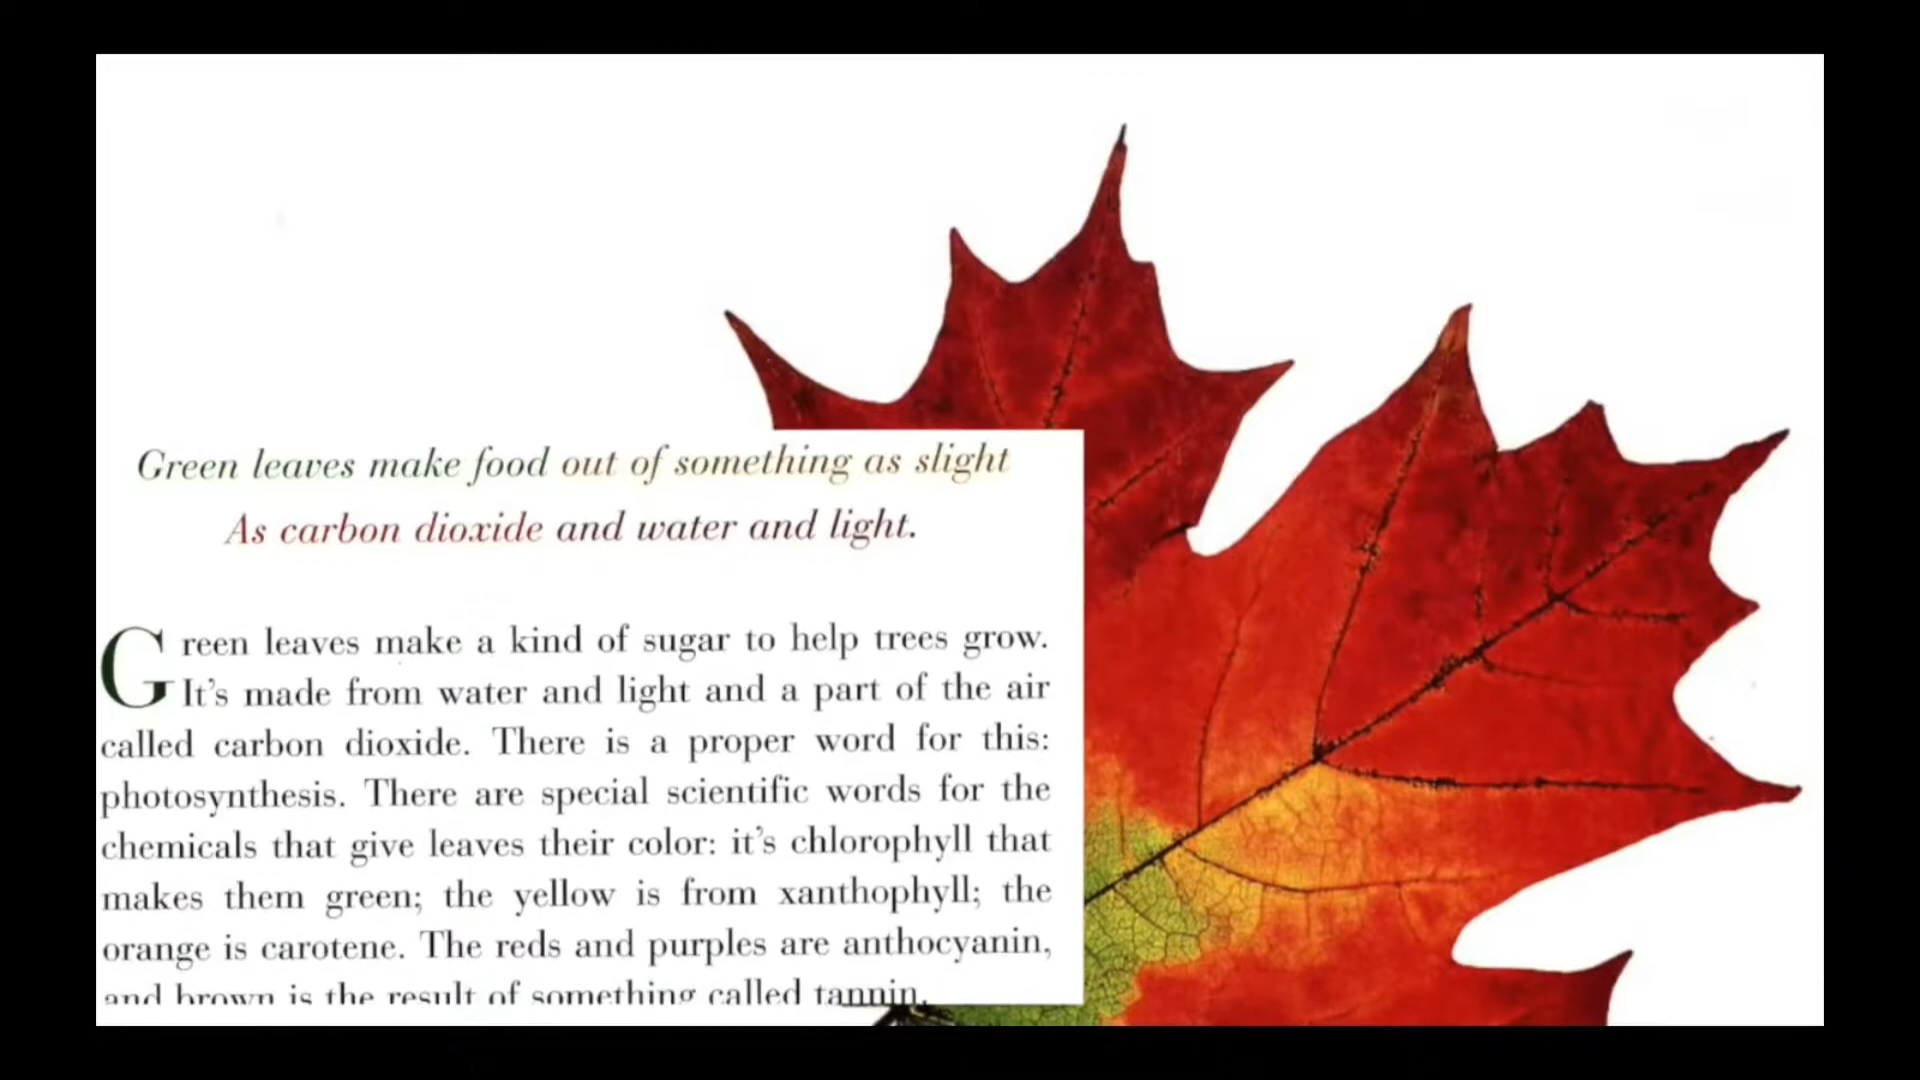 Green leaves make food out of something as slight
As carbon dioxide and water and light.
Green leaves make a kind of sugar to help trees grow.
It's made from water and light and a part of the air
called carbon dioxide. There is a proper word for this:
photosynthesis. There are special scientific words for the
chemicals that give leaves their color: it's chlorophyll that
makes them green; the yellow is from xanthophyll; the
orange is carotene. The reds and purples are anthocyanin,
and brown is the result of something called tannin.